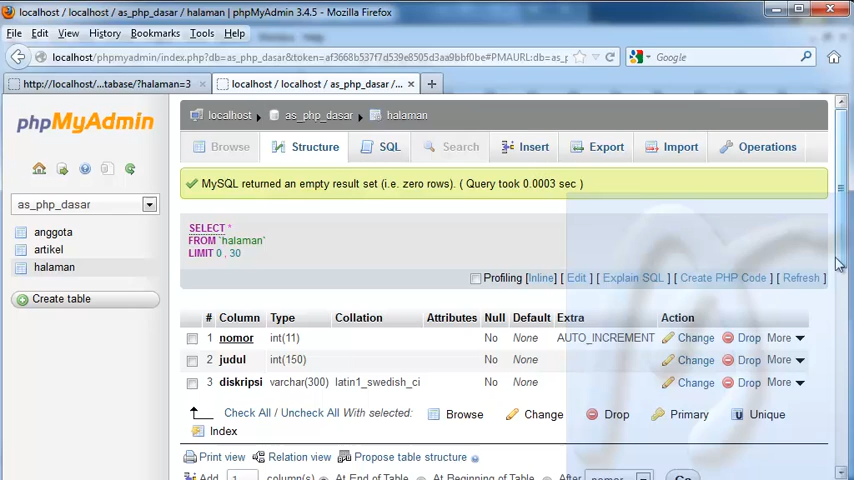 localhost / localhost / as_php_dasar / halaman | phpMyAdmin 3.4.5 - Mozilla Firefox
File Edit View History Bookmarks Tools Help
localhost/phpmyadmin/index.php?db=as_php_dasar&token=af3668b537f7d539e8505d3aa9bbf0be#PMAURL:db=as_p Google
http://localhost/...tabase/?halaman=3 localhost / localhost / as_php_dasar /...
phpMyAdmin
as_php_dasar
anggota
artikel
halaman
Create table
localhost as_php_dasar halaman
Browse Structure SQL Search Insert Export Import Operations
MySQL returned an empty result set (i.e. zero rows). ( Query took 0.0003 sec )
SELECT *
FROM `halaman`
LIMIT 0 , 30
Profiling [Inline] [ Edit ] [ Explain SQL ] [ Create PHP Code ] [ Refresh ]
# Column Type Collation Attributes Null Default Extra Action
1 nomor int(11) No None AUTO_INCREMENT Change Drop More
2 judul int(150) No None Change Drop More
3 diskripsi varchar(300) latin1_swedish_ci No None Change Drop More
Check All / Uncheck All With selected: Browse Change Drop Primary Unique
Index
Print view Relation view Propose table structure
Add 1 column(s) At End of Table At Beginning of Table After nomor Go